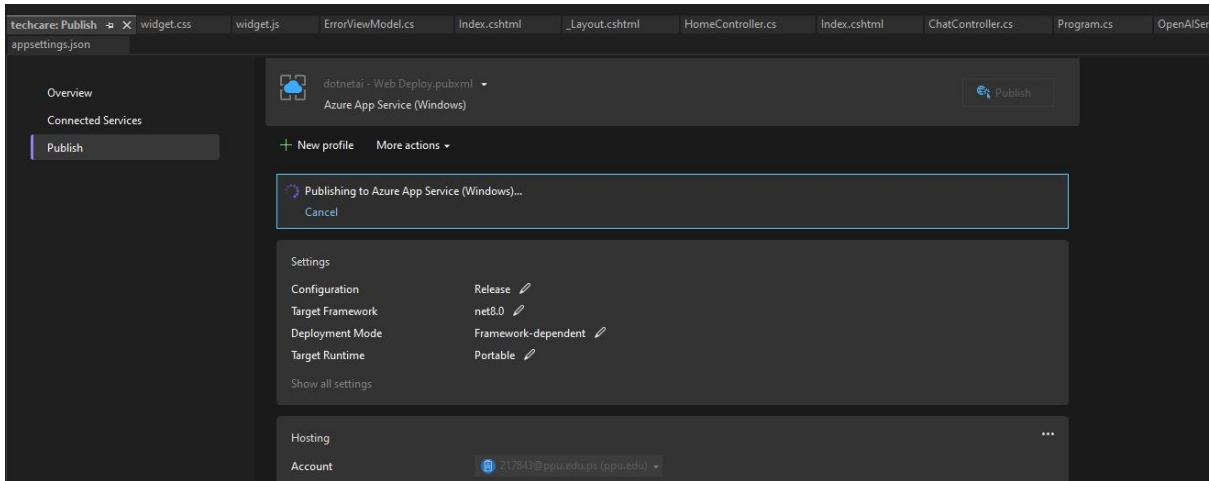 techcare: Publish widget.css widget.js ErrorViewModel.cs Index.cshtml _Layout.cshtml HomeController.cs Index.cshtml ChatController.cs Program.cs OpenAISer
appsettings.json
Overview
Connected Services
Publish
dotnetai - Web Deploy.pubxml
Azure App Service (Windows)
Publish
New profile More actions
Publishing to Azure App Service (Windows)...
Cancel
Settings
Configuration Release
Target Framework net8.0
Deployment Mode Framework-dependent
Target Runtime Portable
Show all settings
Hosting
Account 217843@ppu.edu.ps (ppu.edu)